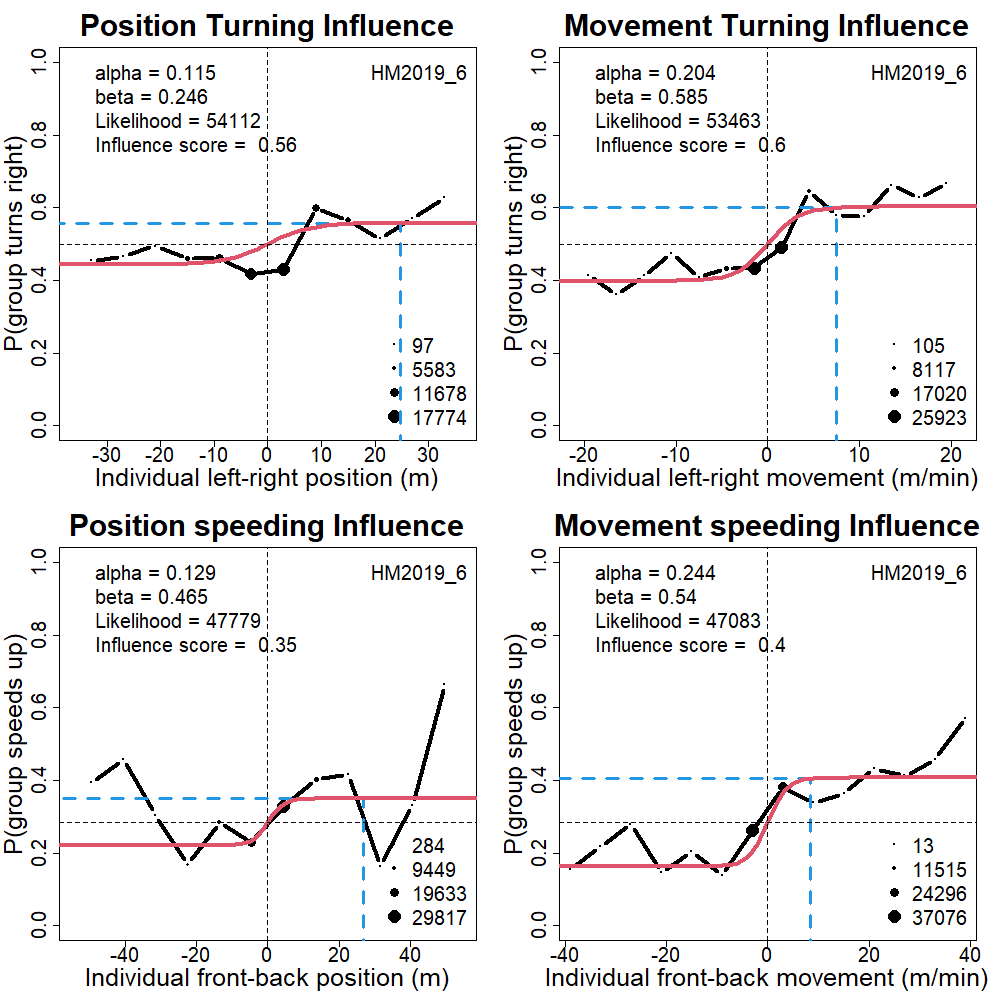 Position Turning Influence
alpha = 0.115
HM2019_6
beta = 0.246
Likelihood = 54112
Influence score =  0.56
P(group turns right)
1.0
0.8
0.6
0.4
0.2
0.0
97
5583
11678
17774
-30
-20
-10
0
10
20
30
Individual left-right position (m)
Movement Turning Influence
alpha = 0.204
HM2019_6
beta = 0.585
Likelihood = 53463
Influence score =  0.6
P(group turns right)
1.0
0.8
0.6
0.4
0.2
0.0
105
8117
17020
25923
-20
-10
0
10
20
Individual left-right movement (m/min)
Position speeding Influence
alpha = 0.129
HM2019_6
beta = 0.465
Likelihood = 47779
Influence score =  0.35
P(group speeds up)
1.0
0.8
0.6
0.4
0.2
0.0
284
9449
19633
29817
-40
-20
0
20
40
Individual front-back position (m)
Movement speeding Influence
alpha = 0.244
HM2019_6
beta = 0.54
Likelihood = 47083
Influence score =  0.4
P(group speeds up)
1.0
0.8
0.6
0.4
0.2
0.0
13
11515
24296
37076
-40
-20
0
20
40
Individual front-back movement (m/min)